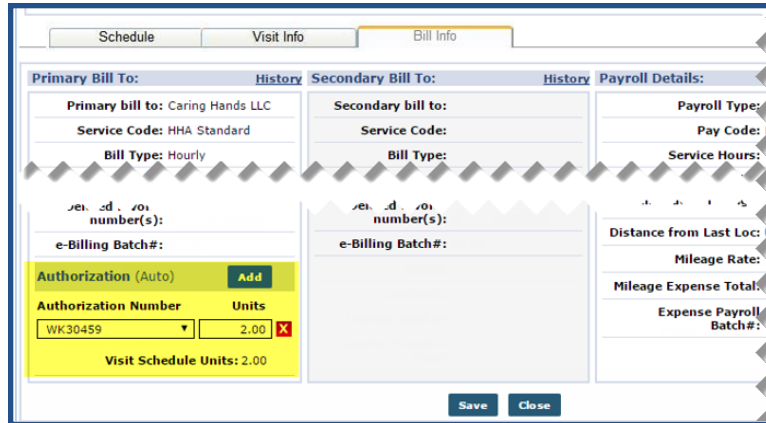 Schedule Visit Info Bill Info
Primary Bill To: History Secondary Bill To: History Payroll Details:
Primary bill to: Caring Hands LLC Secondary bill to: Payroll Type:
Service Code: HHA Standard Service Code: Pay Code:
Bill Type: Hourly Bill Type: Service Hours:
number(s): number(s):
e-Billing Batch#: e-Billing Batch#: Distance from Last Loc:
Mileage Rate:
Authorization (Auto) Add Mileage Expense Total:
Authorization Number Units Expense Payroll
WK30459 2.00 X Batch#:
Visit Schedule Units: 2.00
Save Close